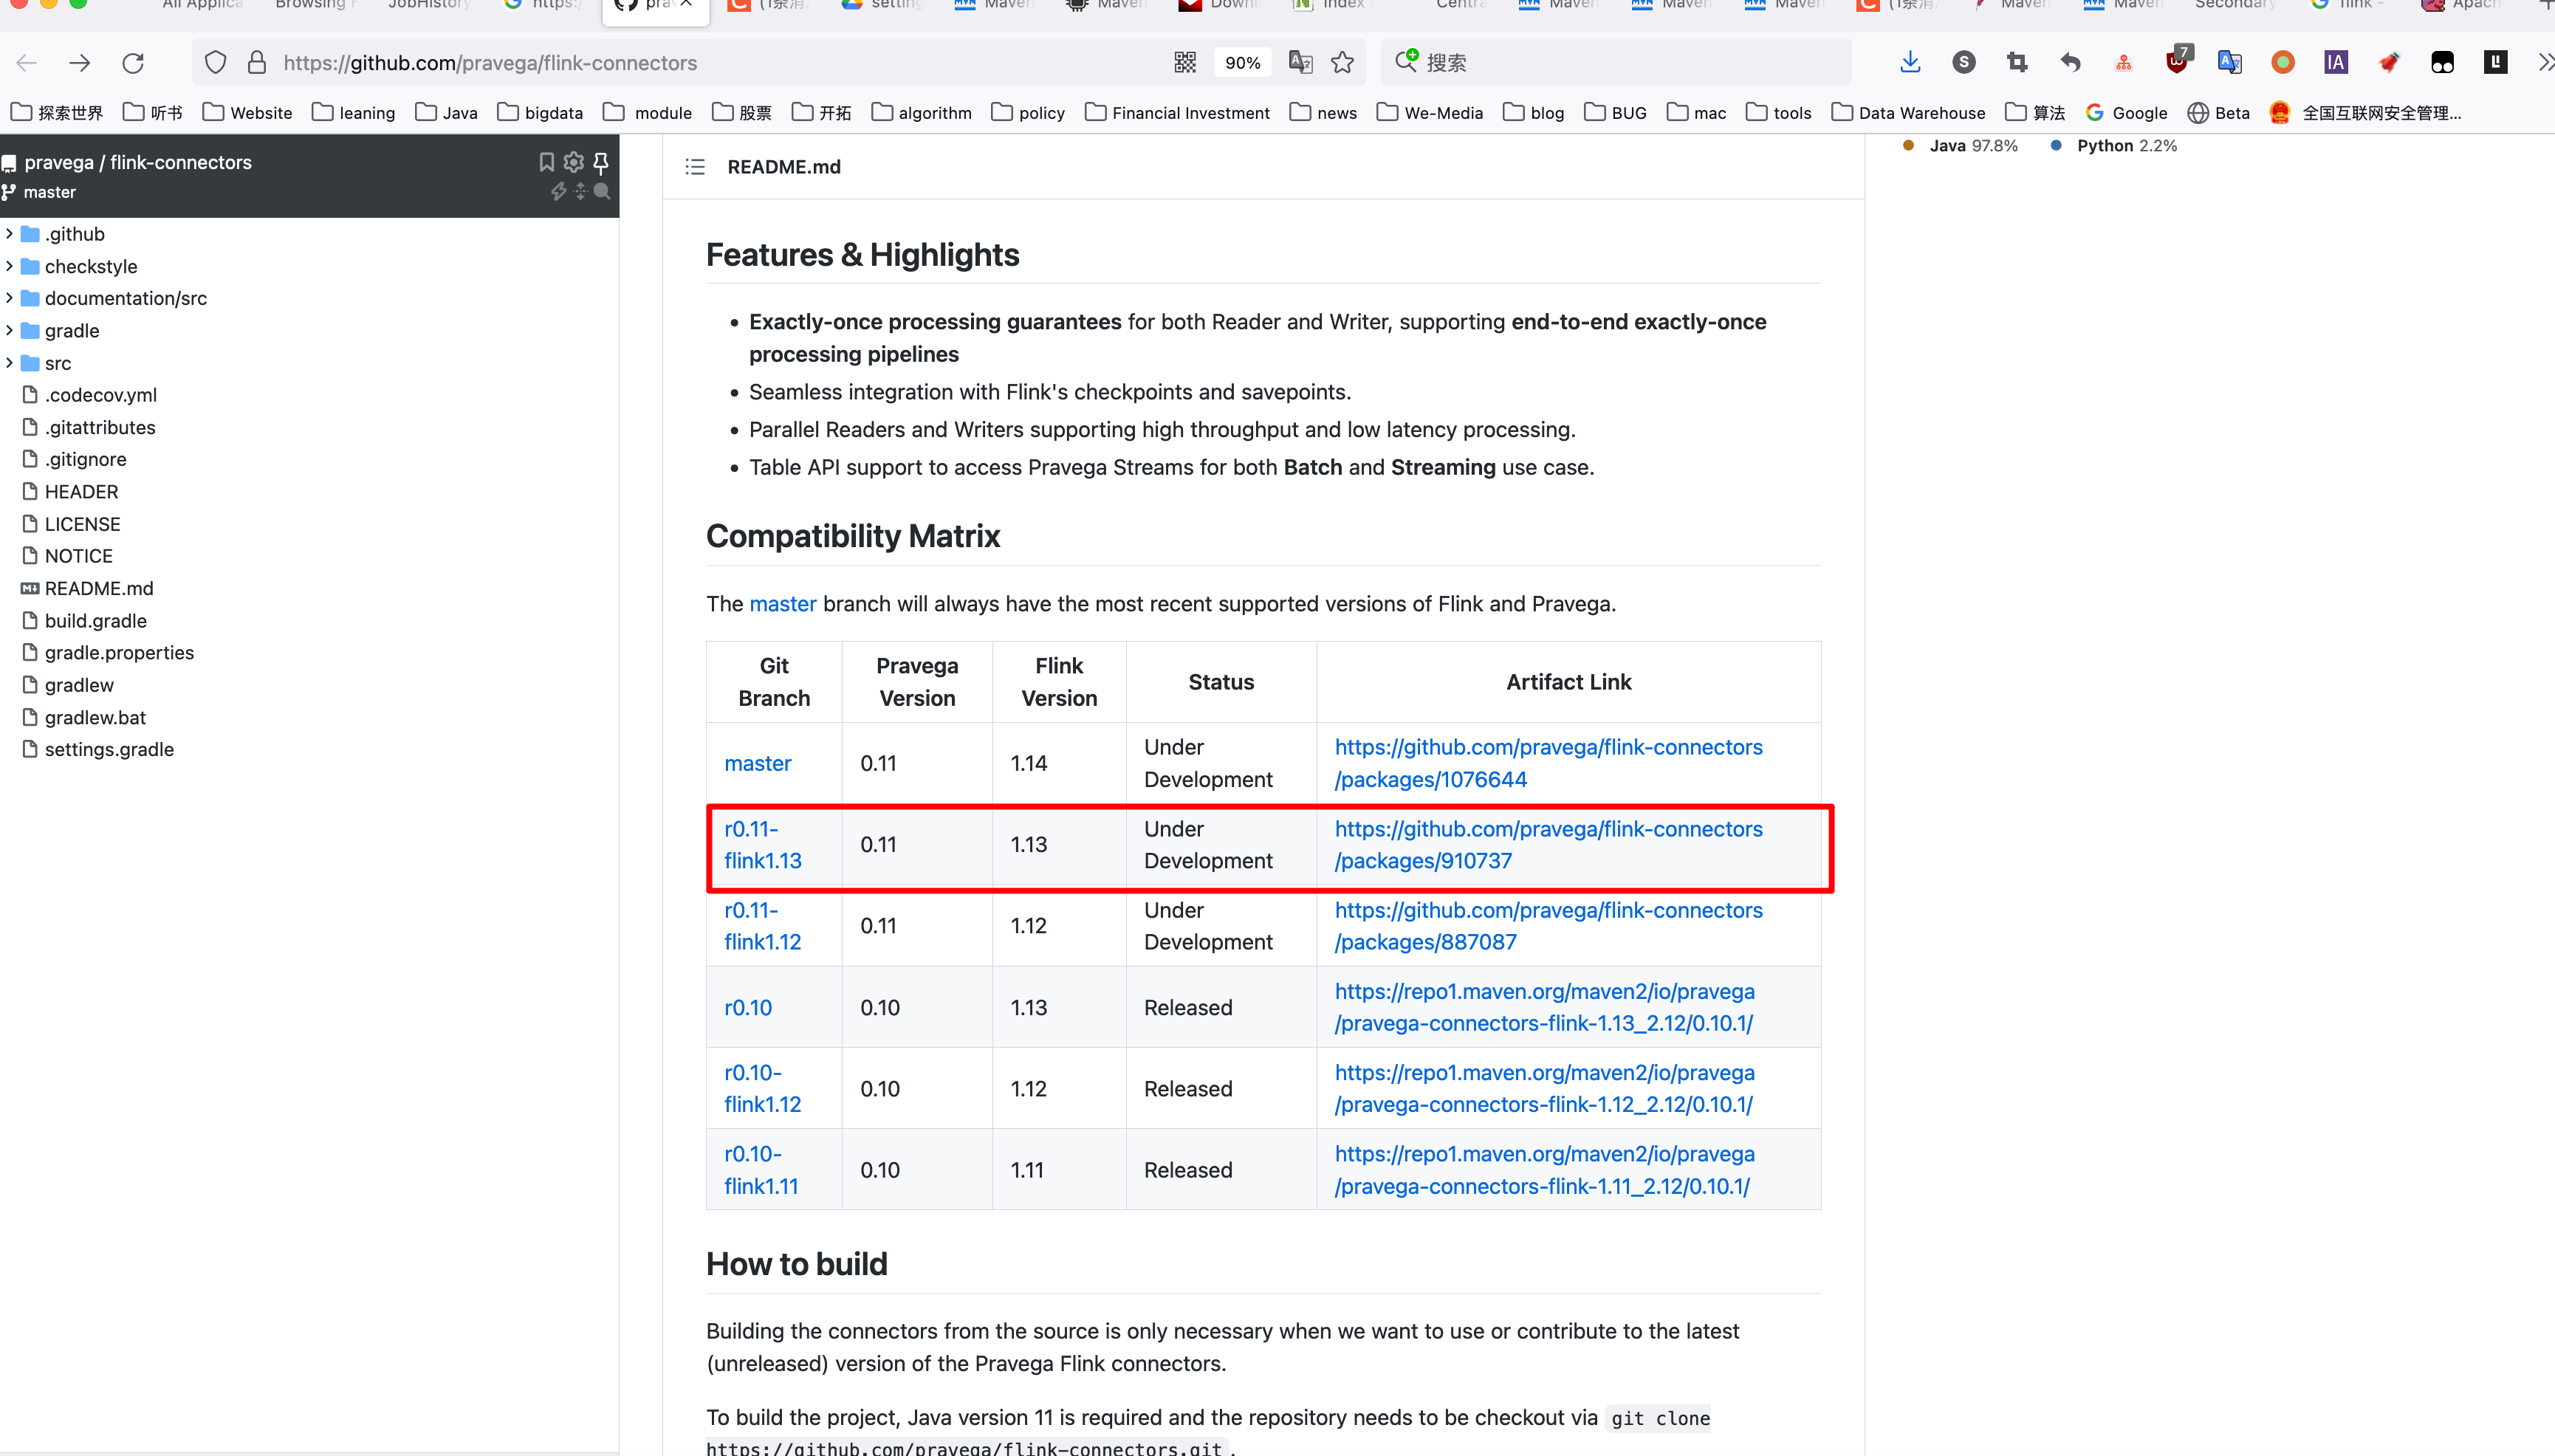 All Applica
Browsing
JobHistory
https:/
prav
(1条消
setting
Maven
Maven
Down
Index
Centra
Maven
Maven
Maven
(1条消
Maven
Maven
Secondary
flink -
Apach
https://github.com/pravega/flink-connectors
90%
搜索
7
探索世界 听书 Website leaning Java bigdata module 股票 开拓 algorithm policy Financial Investment news We-Media blog BUG mac tools Data Warehouse 算法 Google Beta 全国互联网安全管理...
pravega / flink-connectors
master
.github
checkstyle
documentation/src
gradle
src
.codecov.yml
.gitattributes
.gitignore
HEADER
LICENSE
NOTICE
README.md
build.gradle
gradle.properties
gradlew
gradlew.bat
settings.gradle
README.md
Java 97.8% Python 2.2%
Features & Highlights
• Exactly-once processing guarantees for both Reader and Writer, supporting end-to-end exactly-once
processing pipelines
• Seamless integration with Flink's checkpoints and savepoints.
• Parallel Readers and Writers supporting high throughput and low latency processing.
• Table API support to access Pravega Streams for both Batch and Streaming use case.
Compatibility Matrix
The master branch will always have the most recent supported versions of Flink and Pravega.
Git Branch
Pravega Version
Flink Version
Status
Artifact Link
master
0.11
1.14
Under Development
https://github.com/pravega/flink-connectors
/packages/1076644
r0.11-
flink1.13
0.11
1.13
Under Development
https://github.com/pravega/flink-connectors
/packages/910737
r0.11-
flink1.12
0.11
1.12
Under Development
https://github.com/pravega/flink-connectors
/packages/887087
r0.10
0.10
1.13
Released
https://repo1.maven.org/maven2/io/pravega
/pravega-connectors-flink-1.13_2.12/0.10.1/
r0.10-
flink1.12
0.10
1.12
Released
https://repo1.maven.org/maven2/io/pravega
/pravega-connectors-flink-1.12_2.12/0.10.1/
r0.10-
flink1.11
0.10
1.11
Released
https://repo1.maven.org/maven2/io/pravega
/pravega-connectors-flink-1.11_2.12/0.10.1/
How to build
Building the connectors from the source is only necessary when we want to use or contribute to the latest
(unreleased) version of the Pravega Flink connectors.
To build the project, Java version 11 is required and the repository needs to be checkout via git clone
https://github.com/pravega/flink-connectors.git .